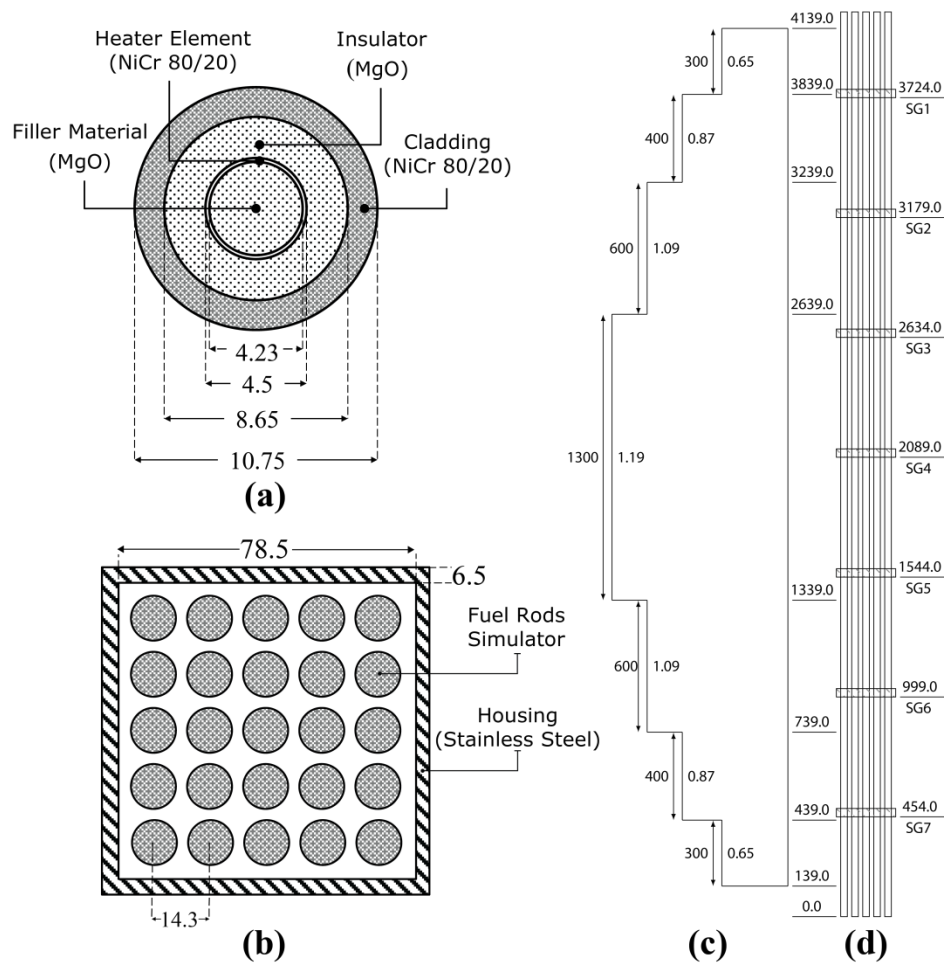 Heater Element
(NiCr 80/20)
Insulator
(MgO)
Filler Material
(MgO)
Cladding
(NiCr 80/20)
4.23
4.5
8.65
10.75
(a)
78.5
6.5
Fuel Rods
Simulator
Housing
(Stainless Steel)
14.3
(b)
300
0.65
400
0.87
600
1.09
1300
1.19
600
1.09
400
0.87
300
0.65
4139.0
3839.0
3239.0
2639.0
1339.0
739.0
439.0
139.0
0.0
(c)
3724.0
SG1
3179.0
SG2
2634.0
SG3
2089.0
SG4
1544.0
SG5
999.0
SG6
454.0
SG7
(d)